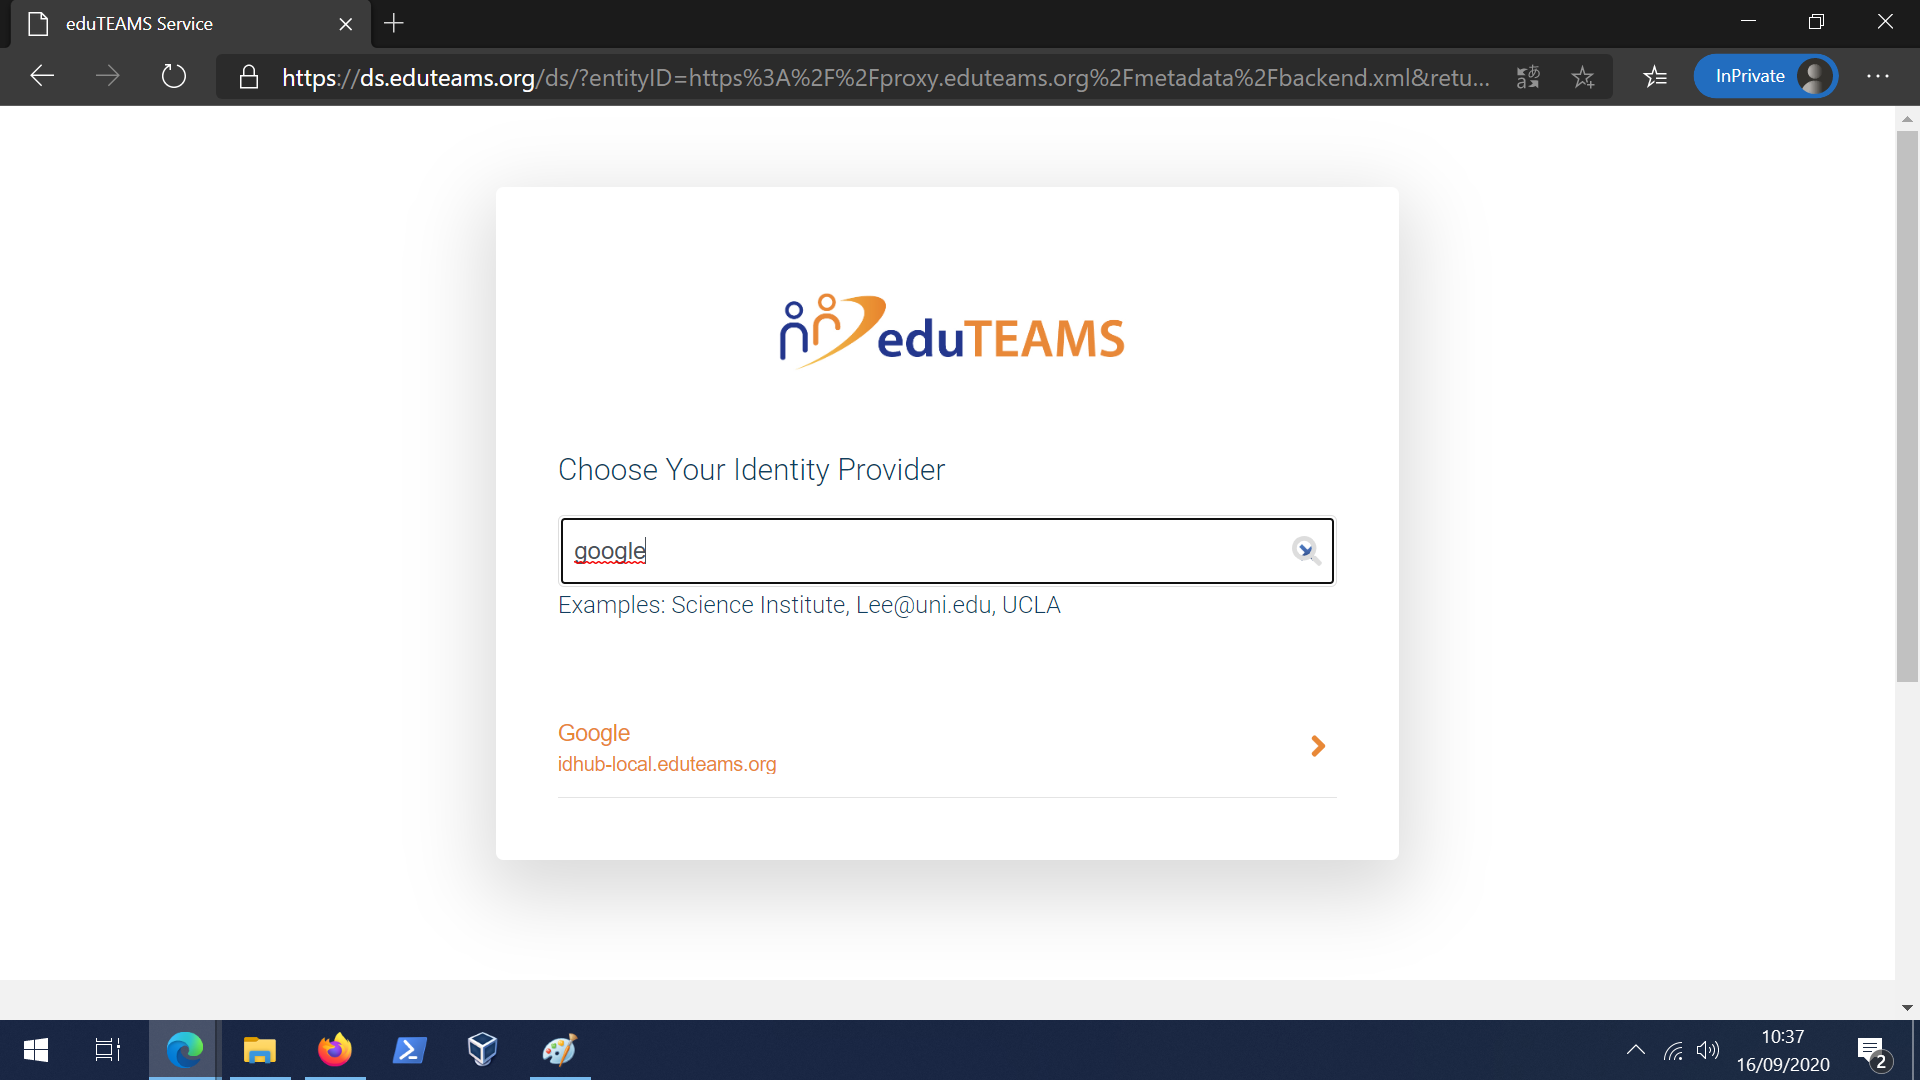 eduTEAMS Service
https://ds.eduteams.org/ds/?entityID=https%3A%2F%2Fproxy.eduteams.org%2Fmetadata%2Fbackend.xml&retu...
InPrivate
eduTEAMS
Choose Your Identity Provider
google
Examples: Science Institute, Lee@uni.edu, UCLA
Google
idhub-local.eduteams.org
10:37
16/09/2020
2